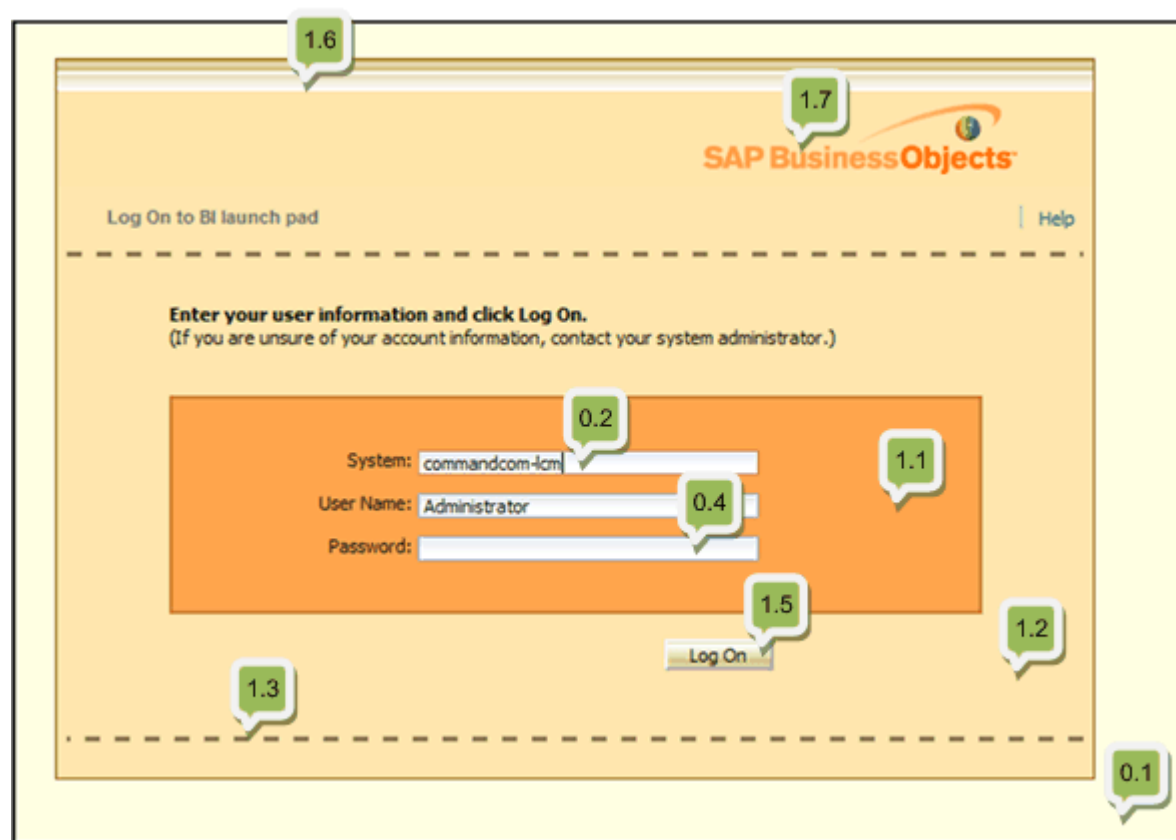 1.6
1.7
SAP BusinessObjects™
Log On to BI launch pad
Help
Enter your user information and click Log On.
(If you are unsure of your account information, contact your system administrator.)
0.2
System: commandcom-lcm
1.1
User Name: Administrator
0.4
Password:
1.5
1.2
Log On
1.3
0.1